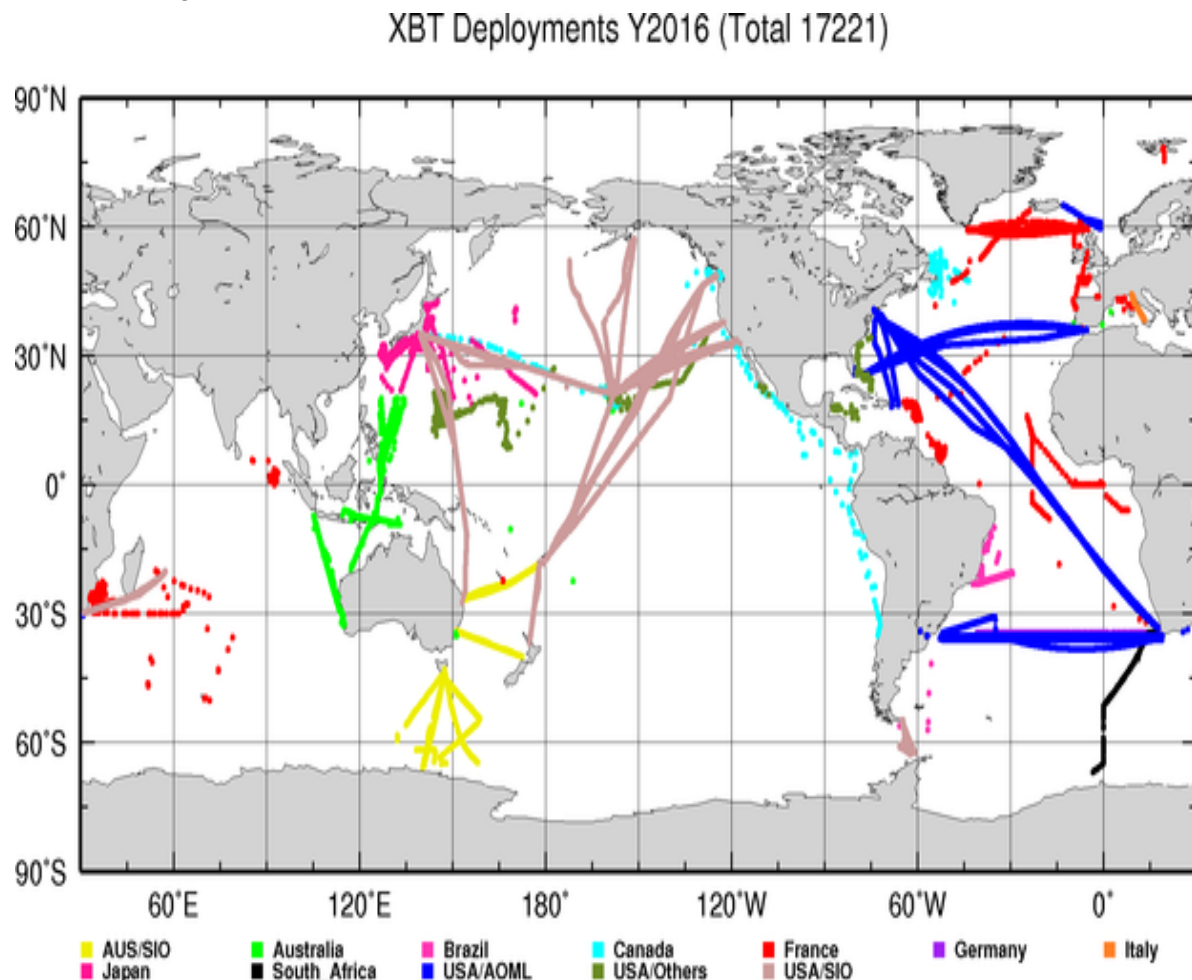 XBT Deployments Y2016 (Total 17221)
90˚N
60˚N
30˚N
0˚
30˚S
60˚S
90˚S
60˚E 120˚E 180˚ 120˚W 60˚W 0˚
AUS/SIO Australia Brazil Canada France Germany Italy
Japan South Africa USA/AOML USA/Others USA/SIO